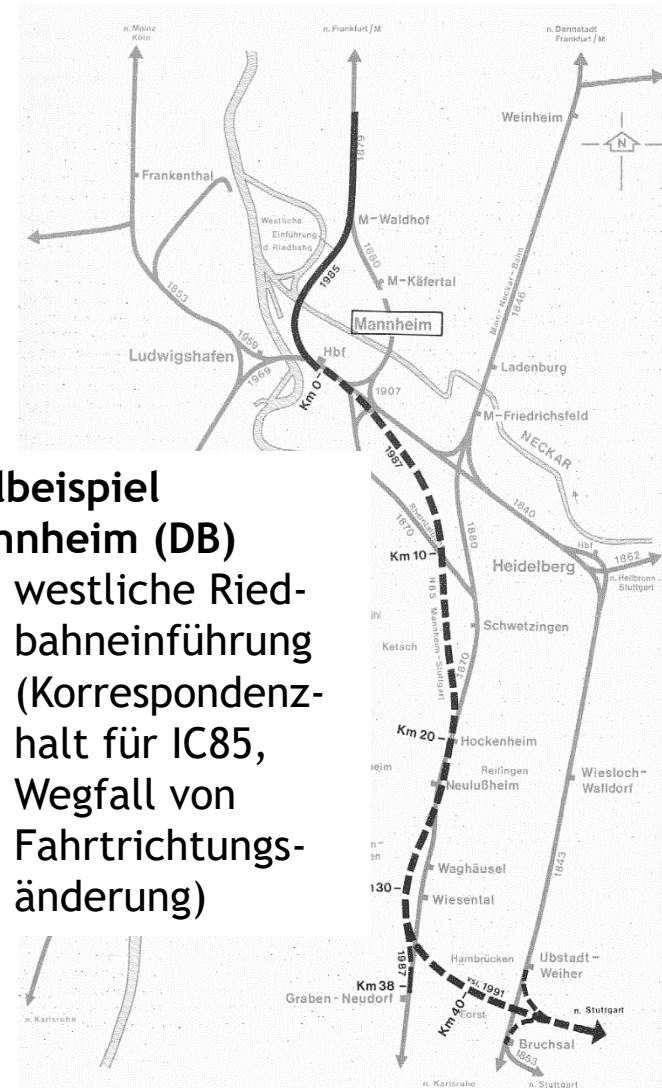 n. Mainz
Köln
n. Frankfurt/M
n. Darmstadt
Frankfurt/M
Weinheim
N
1879
Frankenthal
Westliche
Einführung
d. Riedbahn
M-Waldhof
1985
1880
M-Käfertal
Main-Neckar-Bahn
1846
1853
Mannheim
1959
Ludwigshafen
Hbf
1969
Km 0
1907
Ladenburg
M-Friedrichsfeld
NECKAR
1987
lbeispiel
nnheim (DB)
westliche Ried-
bahneinführung
(Korrespondenz-
halt für IC85,
Wegfall von
Fahrtrichtungs-
änderung)
1870
Rheintalbahn
1840
1880
Km 10
Hbf
1862
Heidelberg
n. Heilbronn-
Stuttgart
NBS Mannheim-Stuttgart
Schwetzingen
Ketsch
1870
Km 20
Hockenheim
Reilingen
Wiesloch-
Walldorf
heim
Neulußheim
1843
Waghäusel
30
Wiesental
1987
Hambrücken
Ubstadt-
Weiher
Km 38
vsl. 1991
Graben-Neudorf
Km 40
Forst
n. Stuttgart
n. Karlsruhe
Bruchsal
1853
n. Karlsruhe
n. Stuttgart